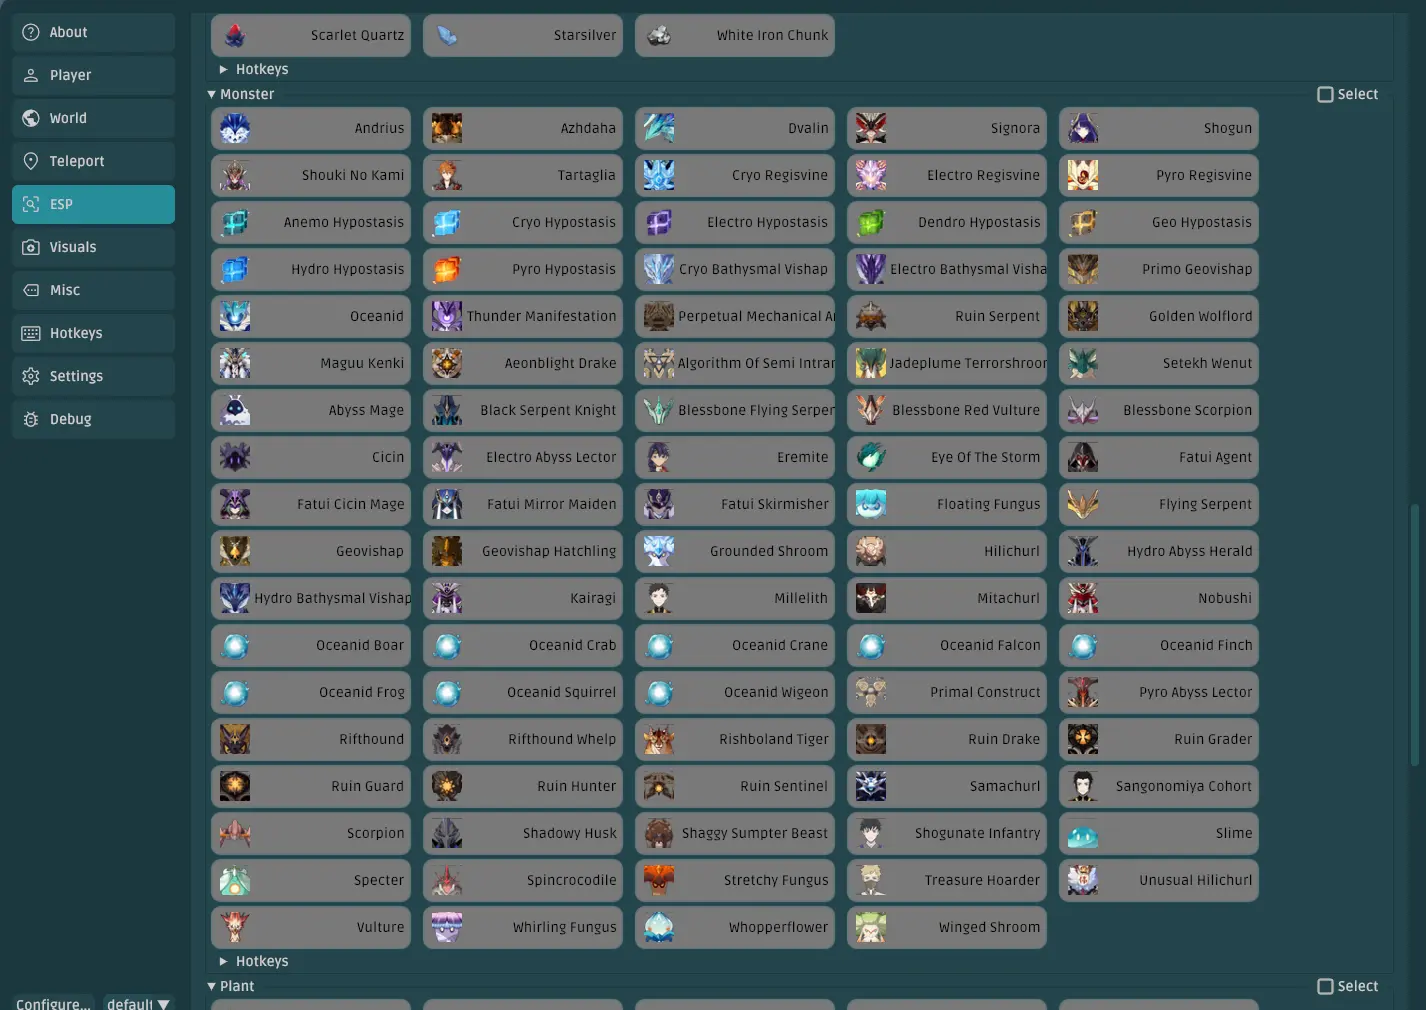 About
Player
World
Teleport
ESP
Visuals
Misc
Hotkeys
Settings
Debug
Configure...
default
Scarlet Quartz
Starsilver
White Iron Chunk
Hotkeys
Monster
Select
Andrius
Azhdaha
Dvalin
Signora
Shogun
Shouki No Kami
Tartaglia
Cryo Regisvine
Electro Regisvine
Pyro Regisvine
Anemo Hypostasis
Cryo Hypostasis
Electro Hypostasis
Dendro Hypostasis
Geo Hypostasis
Hydro Hypostasis
Pyro Hypostasis
Cryo Bathysmal Vishap
Electro Bathysmal Visha
Primo Geovishap
Oceanid
Thunder Manifestation
Perpetual Mechanical Ar
Ruin Serpent
Golden Wolflord
Maguu Kenki
Aeonblight Drake
Algorithm Of Semi Intran
Jadeplume Terrorshroor
Setekh Wenut
Abyss Mage
Black Serpent Knight
Blessbone Flying Serpen
Blessbone Red Vulture
Blessbone Scorpion
Cicin
Electro Abyss Lector
Eremite
Eye Of The Storm
Fatui Agent
Fatui Cicin Mage
Fatui Mirror Maiden
Fatui Skirmisher
Floating Fungus
Flying Serpent
Geovishap
Geovishap Hatchling
Grounded Shroom
Hilichurl
Hydro Abyss Herald
Hydro Bathysmal Vishap
Kairagi
Millelith
Mitachurl
Nobushi
Oceanid Boar
Oceanid Crab
Oceanid Crane
Oceanid Falcon
Oceanid Finch
Oceanid Frog
Oceanid Squirrel
Oceanid Wigeon
Primal Construct
Pyro Abyss Lector
Rifthound
Rifthound Whelp
Rishboland Tiger
Ruin Drake
Ruin Grader
Ruin Guard
Ruin Hunter
Ruin Sentinel
Samachurl
Sangonomiya Cohort
Scorpion
Shadowy Husk
Shaggy Sumpter Beast
Shogunate Infantry
Slime
Specter
Spincrocodile
Stretchy Fungus
Treasure Hoarder
Unusual Hilichurl
Vulture
Whirling Fungus
Whopperflower
Winged Shroom
Hotkeys
Plant
Select